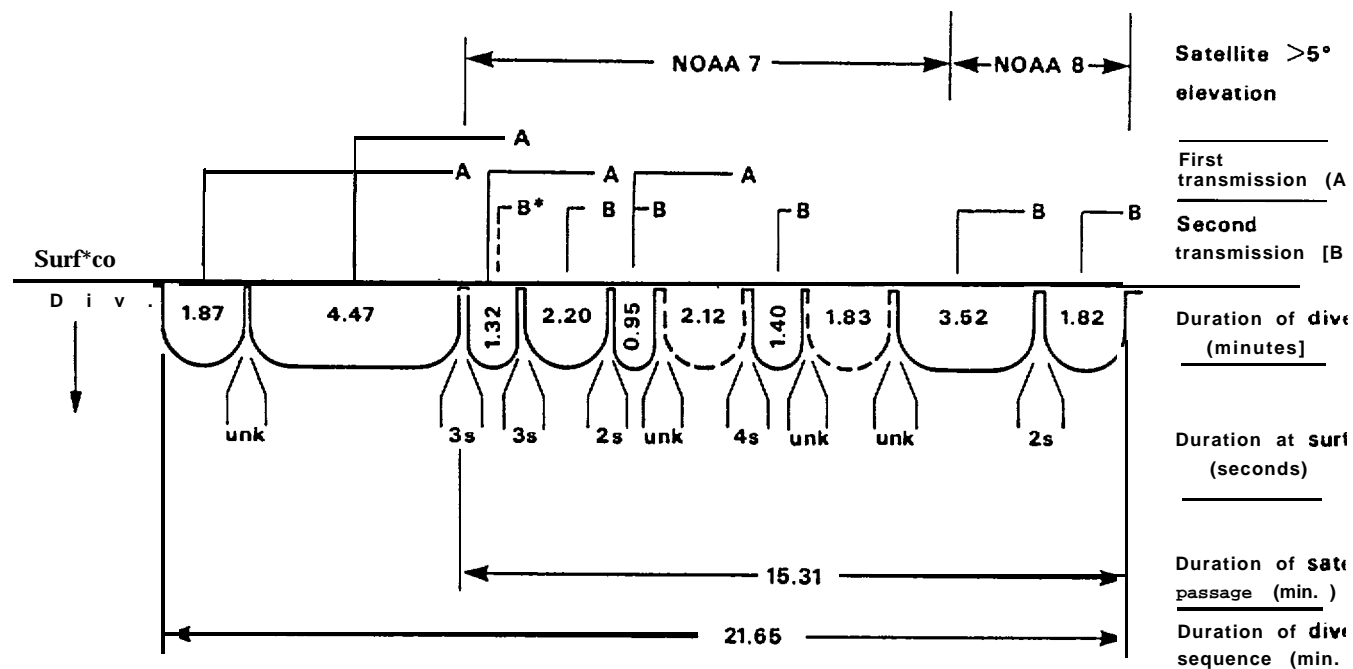 NOAA 7
NOAA 8
Satellite >5°
elevation
A
First
transmission (A
A
A
A
B*
B
B
B
B
B
Second
transmission [B
Surf*co
D i v .
1.87
4.47
1.32
2.20
0.95
2.12
1.40
1.83
3.52
1.82
Duration of dive
(minutes]
unk
3s
3s
2s
unk
4s
unk
unk
2s
Duration at surf
(seconds)
15.31
Duration of sate
passage (min. )
21.65
Duration of dive
sequence (min.